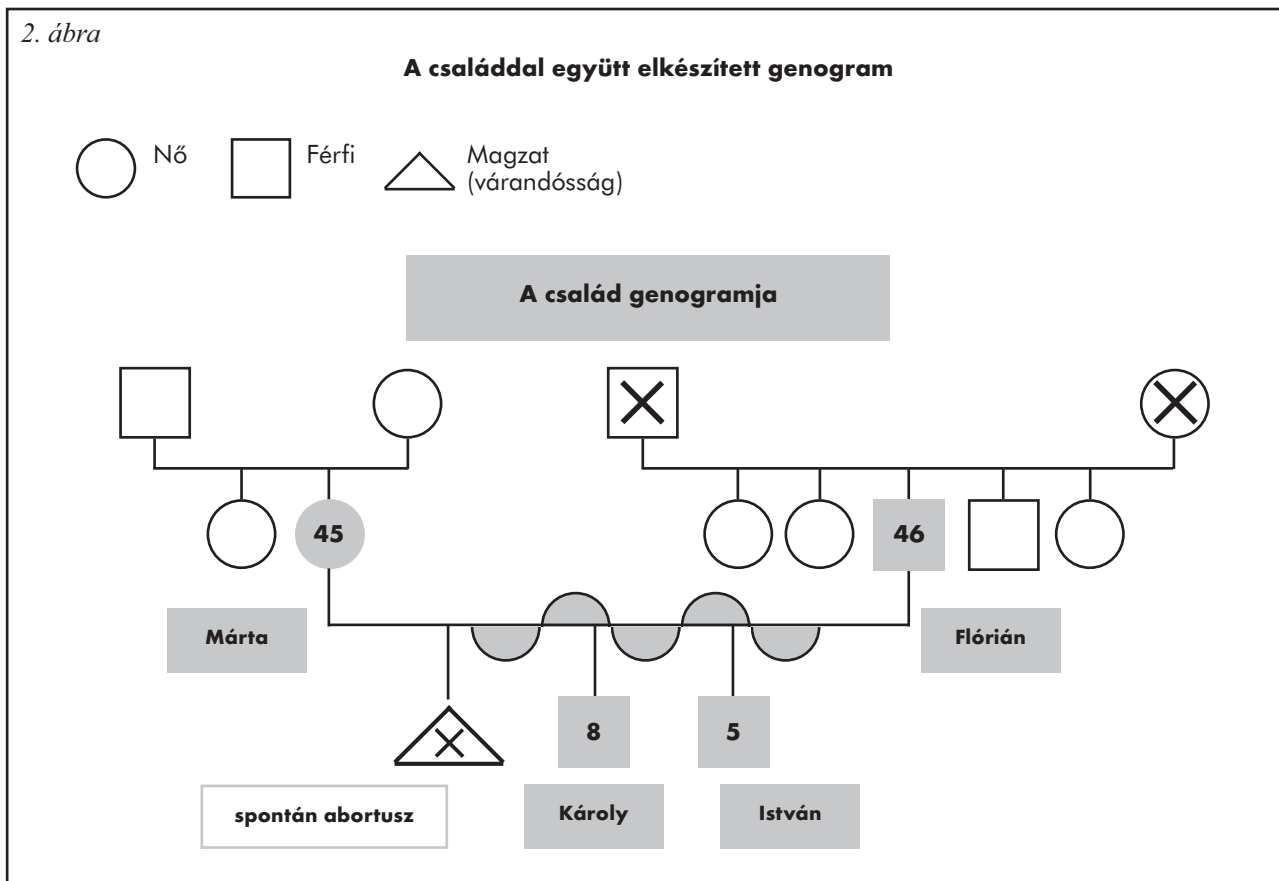 2. ábra
A családdal együtt elkészített genogram
Nő
Férfi
Magzat
(várandósság)
A család genogramja
45
46
Márta
Flórián
8
5
spontán abortusz
Károly
István